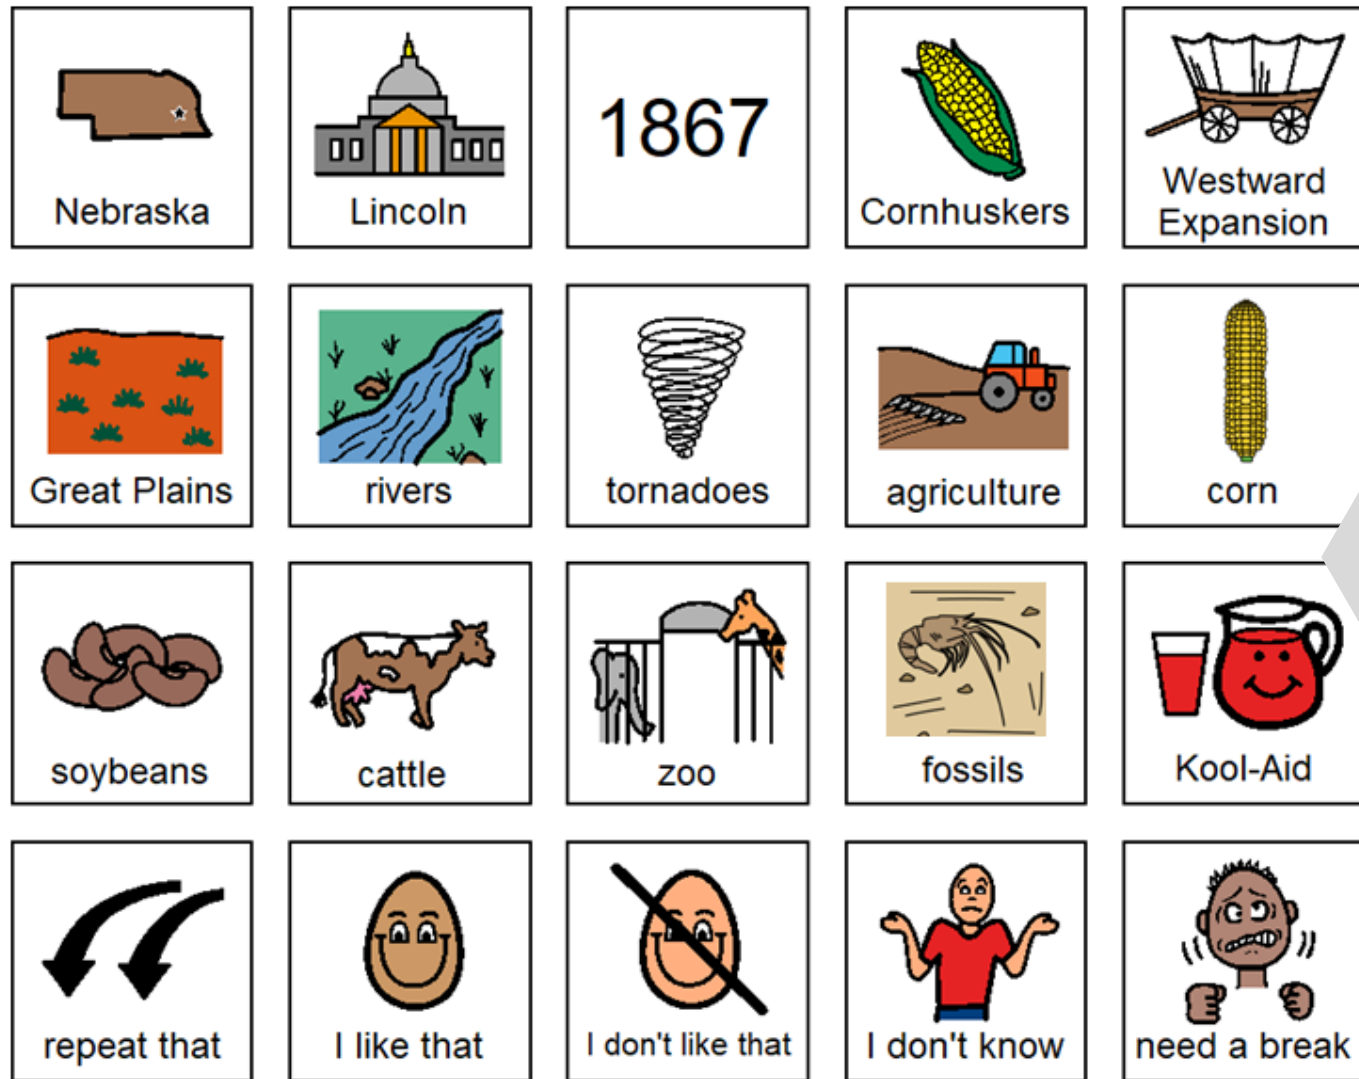 Nebraska
Lincoln
1867
Cornhuskers
Westward
Expansion
Great Plains
rivers
tornadoes
agriculture
corn
soybeans
cattle
zoo
fossils
Kool-Aid
repeat that
I like that
I don't like that
I don't know
need a break